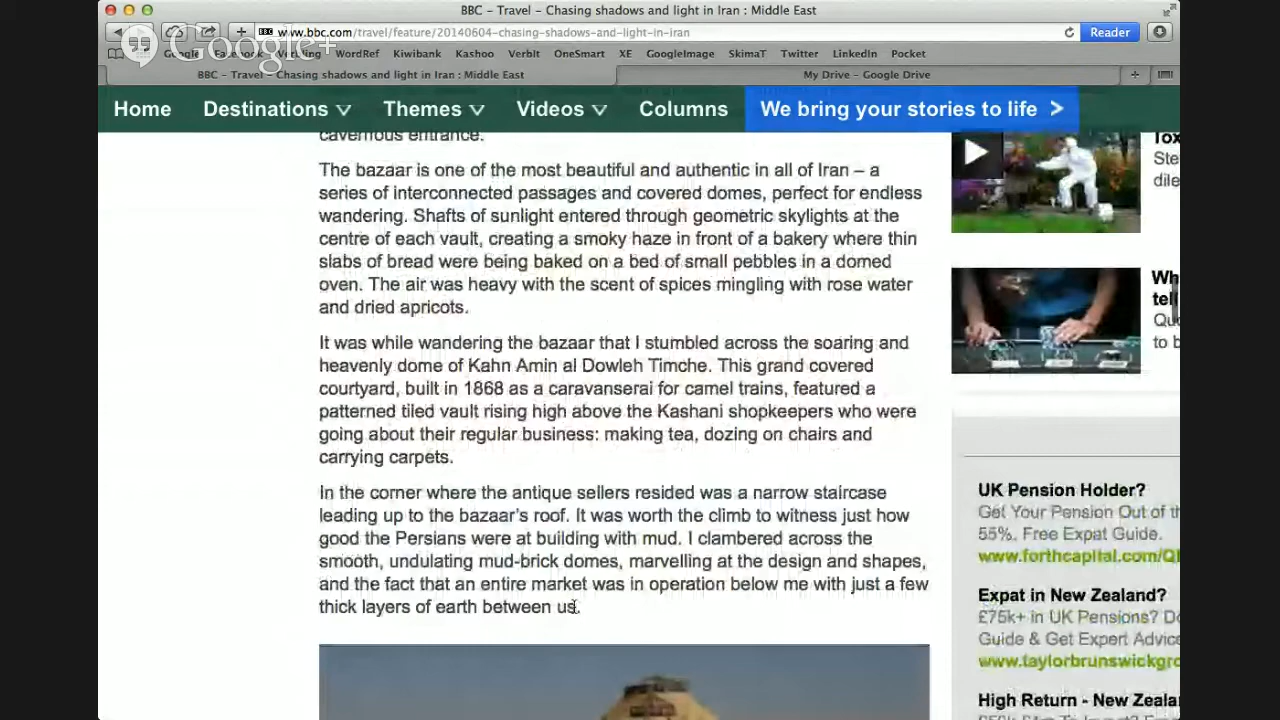 BBC – Travel – Chasing shadows and light in Iran : Middle East
Google+
BBC www.bbc.com/travel/feature/20140604-chasing-shadows-and-light-in-iran
Reader
Google WordRef Kiwibank Kashoo VerbIt OneSmart XE GoogleImage SkimaT Twitter LinkedIn Pocket
BBC – Travel – Chasing shadows and light in Iran : Middle East
My Drive – Google Drive
Home Destinations Themes Videos Columns We bring your stories to life >
cavernous entrance.
The bazaar is one of the most beautiful and authentic in all of Iran – a
series of interconnected passages and covered domes, perfect for endless
wandering. Shafts of sunlight entered through geometric skylights at the
centre of each vault, creating a smoky haze in front of a bakery where thin
slabs of bread were being baked on a bed of small pebbles in a domed
oven. The air was heavy with the scent of spices mingling with rose water
and dried apricots.
It was while wandering the bazaar that I stumbled across the soaring and
heavenly dome of Kahn Amin al Dowleh Timche. This grand covered
courtyard, built in 1868 as a caravanserai for camel trains, featured a
patterned tiled vault rising high above the Kashani shopkeepers who were
going about their regular business: making tea, dozing on chairs and
carrying carpets.
In the corner where the antique sellers resided was a narrow staircase
leading up to the bazaar's roof. It was worth the climb to witness just how
good the Persians were at building with mud. I clambered across the
smooth, undulating mud-brick domes, marvelling at the design and shapes,
and the fact that an entire market was in operation below me with just a few
thick layers of earth between us.
Tox
Ste
dile
Wh
tell
Qu
to b
UK Pension Holder?
Get Your Pension Out of th
55%. Free Expat Guide.
www.forthcapital.com/Q
Expat in New Zealand?
£75k+ in UK Pensions? Do
Guide & Get Expert Advice
www.taylorbrunswickgro
High Return - New Zeala